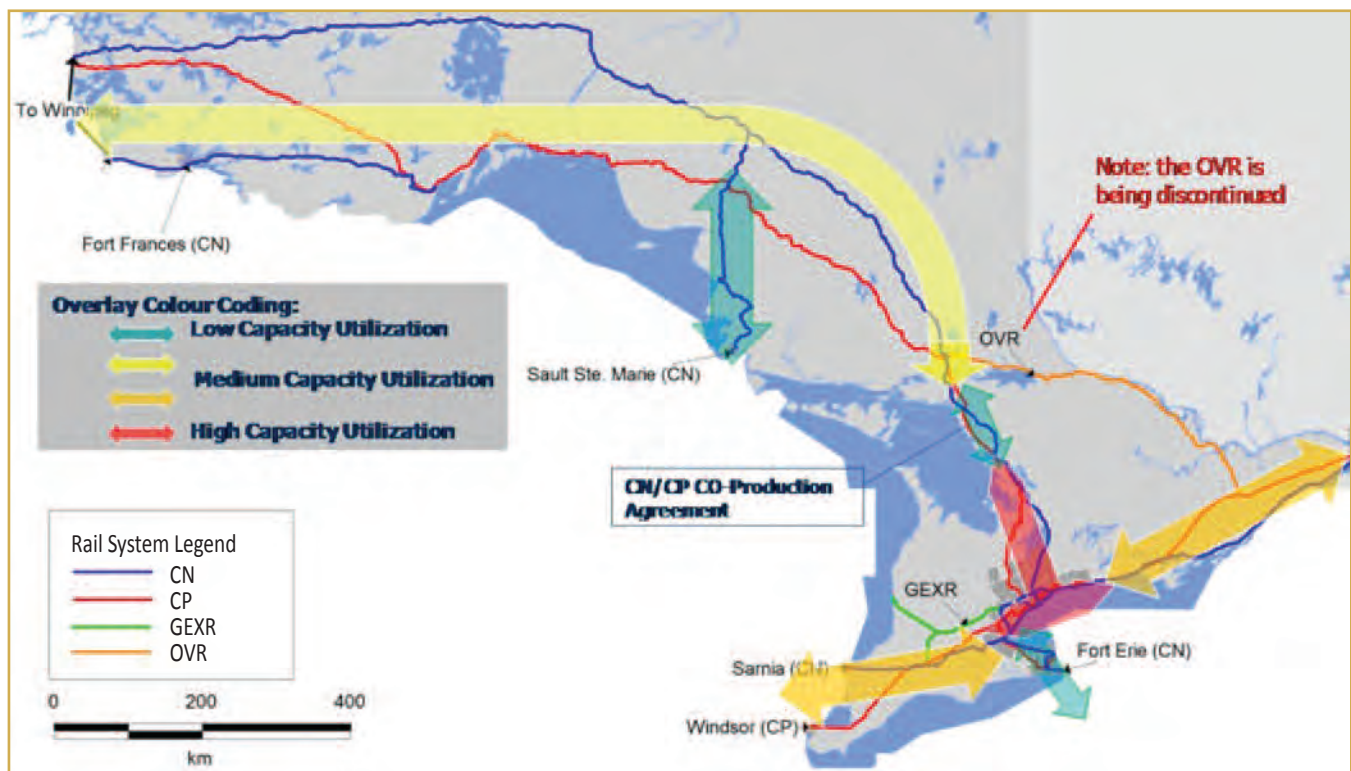 To Winnipeg
Fort Frances (CN)
Note: the OVR is
being discontinued
Overlay Colour Coding:
Low Capacity Utilization
Medium Capacity Utilization
High Capacity Utilization
OVR
Sault Ste. Marie (CN)
CN/CP CO-Production
Agreement
Rail System Legend
CN
CP
GEXR
OVR
GEXR
Sarnia (CN)
Fort Erie (CN)
Windsor (CP)
0 200 400
km